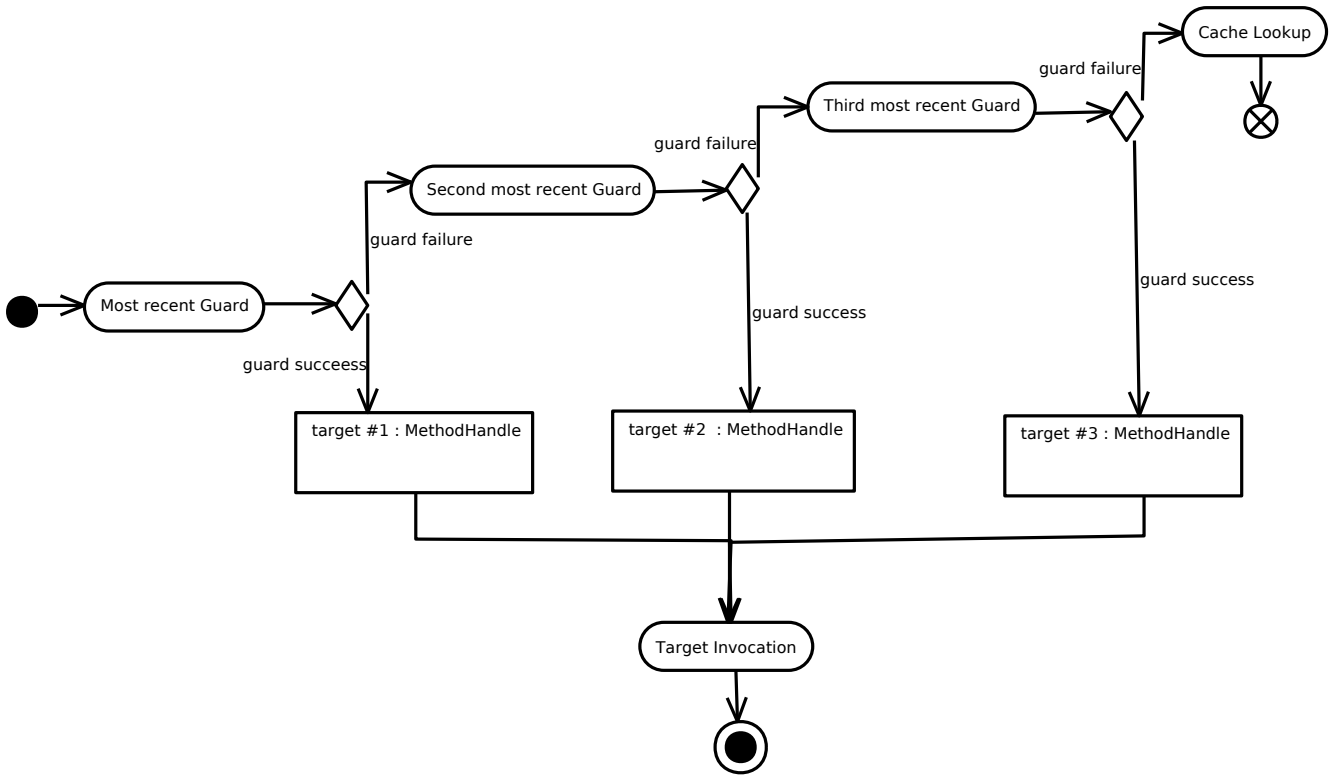 Cache Lookup
guard failure
Third most recent Guard
guard failure
Second most recent Guard
guard failure
guard success
Most recent Guard
guard success
guard succeess
target #1 : MethodHandle
target #2  : MethodHandle
target #3 : MethodHandle
Target Invocation